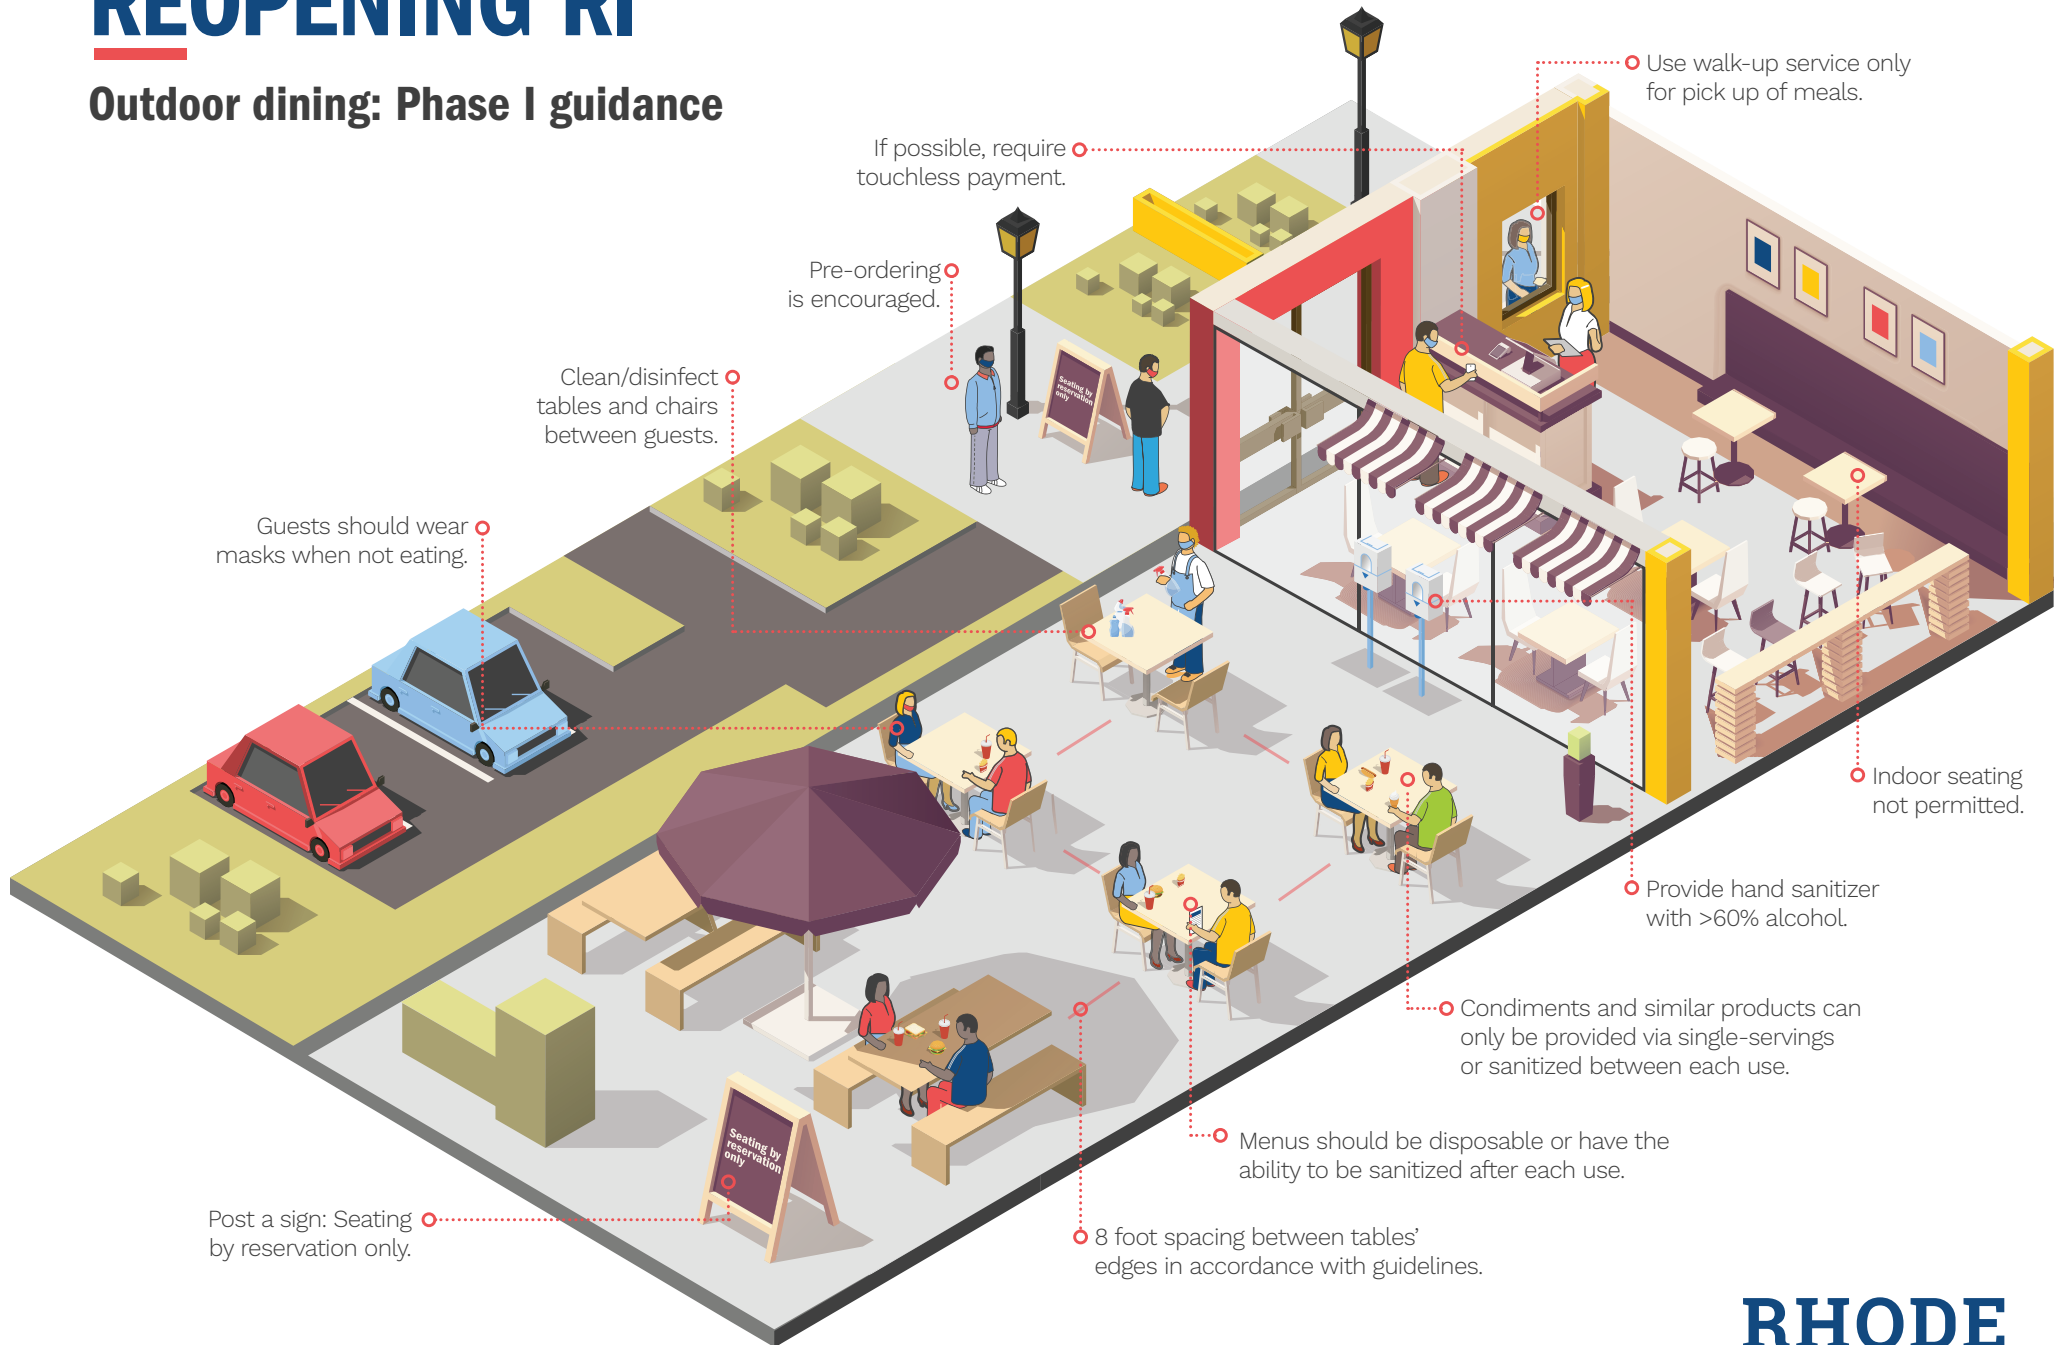 REOPENING RI
Outdoor dining: Phase I guidance
Use walk-up service only
for pick up of meals.
If possible, require
touchless payment.
Pre-ordering
is encouraged.
Clean/disinfect
tables and chairs
between guests.
Guests should wear
masks when not eating.
Seating by
reservation
only
Indoor seating
not permitted.
Provide hand sanitizer
with >60% alcohol.
Condiments and similar products can
only be provided via single-servings
or sanitized between each use.
Menus should be disposable or have the
ability to be sanitized after each use.
8 foot spacing between tables’
edges in accordance with guidelines.
Seating by
reservation
only
Post a sign: Seating
by reservation only.
RHODE